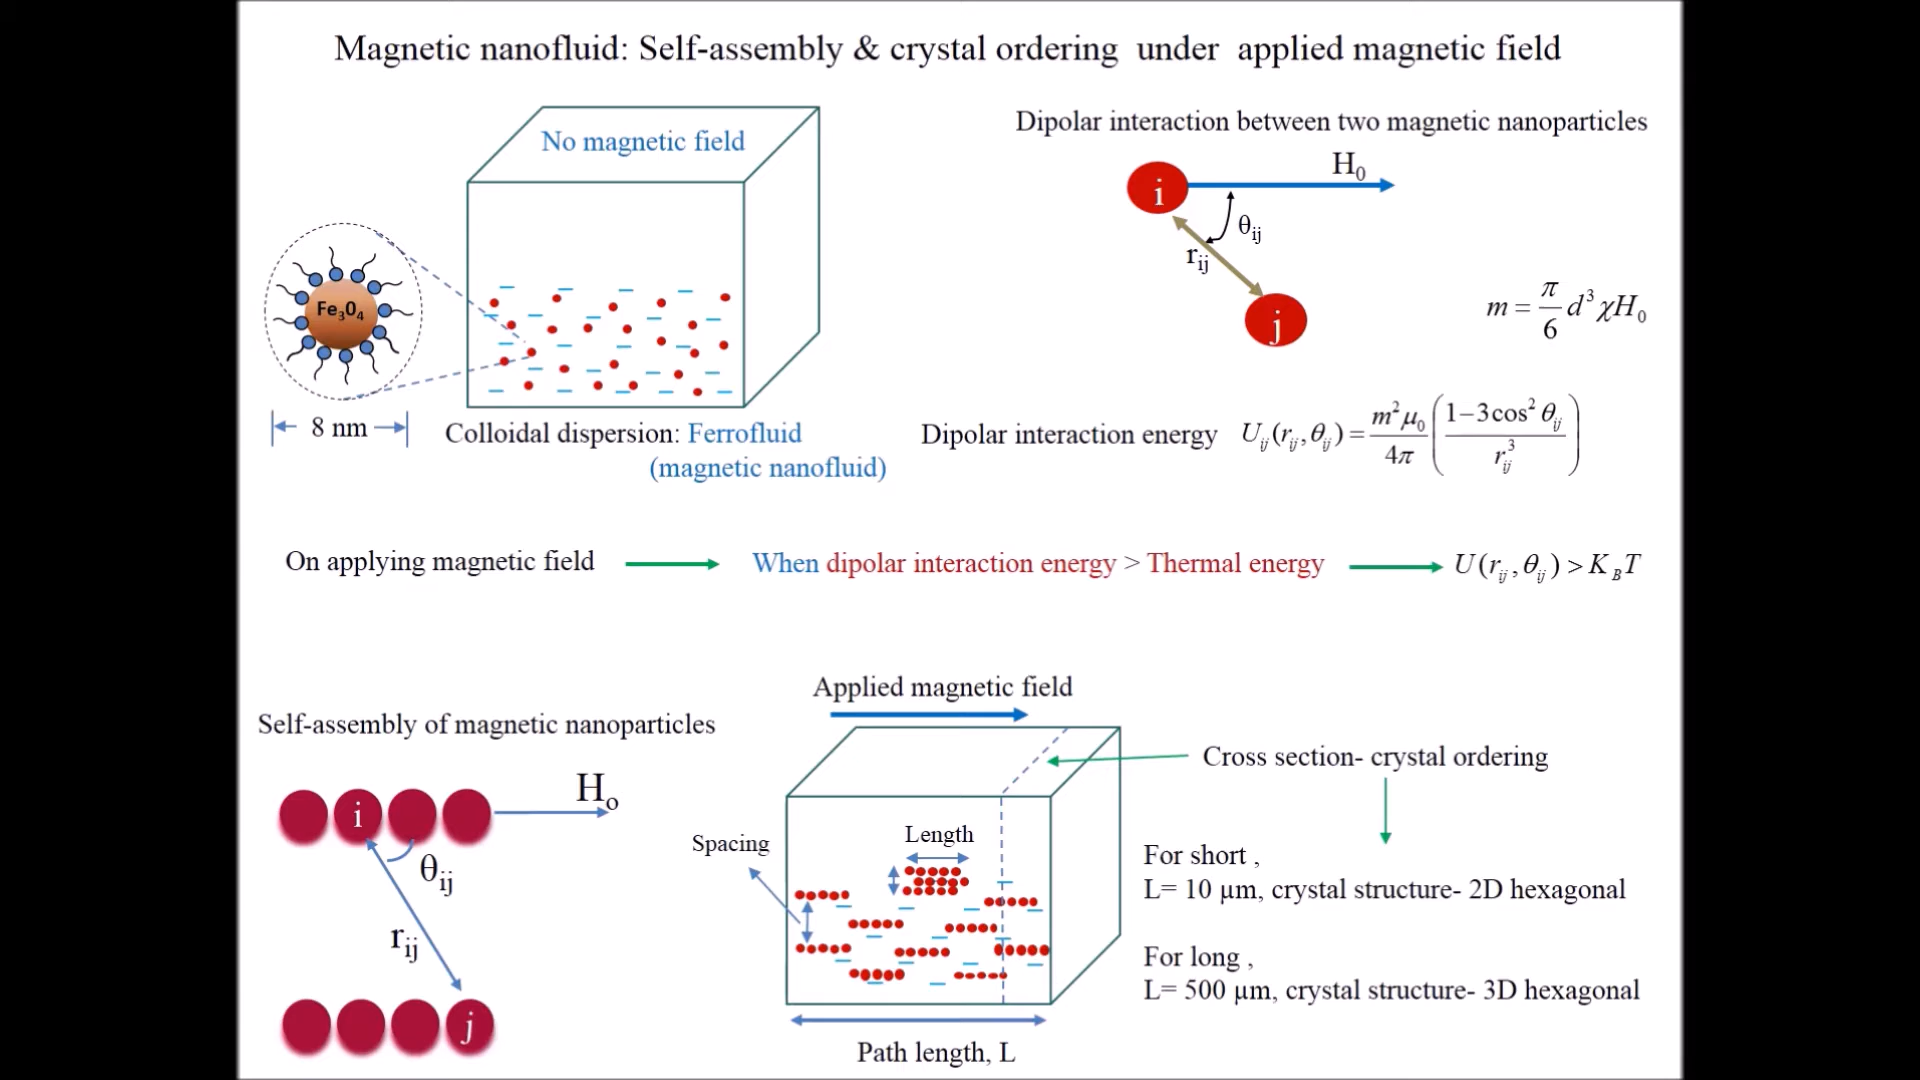 Magnetic nanofluid: Self-assembly & crystal ordering under applied magnetic field
No magnetic field
Fe3O4
8 nm
Colloidal dispersion: Ferrofluid
(magnetic nanofluid)
Dipolar interaction between two magnetic nanoparticles
H0
i
θij
rij
j
m = π/6 d³ χH0
Dipolar interaction energy Uij(rij, θij) = m²μ0/4π ((1−3cos² θij)/rij³)
On applying magnetic field
When dipolar interaction energy > Thermal energy
U(rij, θij) > KBT
Self-assembly of magnetic nanoparticles
Ho
i
θij
rij
j
Applied magnetic field
Spacing
Length
Path length, L
Cross section- crystal ordering
For short ,
L= 10 µm, crystal structure- 2D hexagonal
For long ,
L= 500 µm, crystal structure- 3D hexagonal